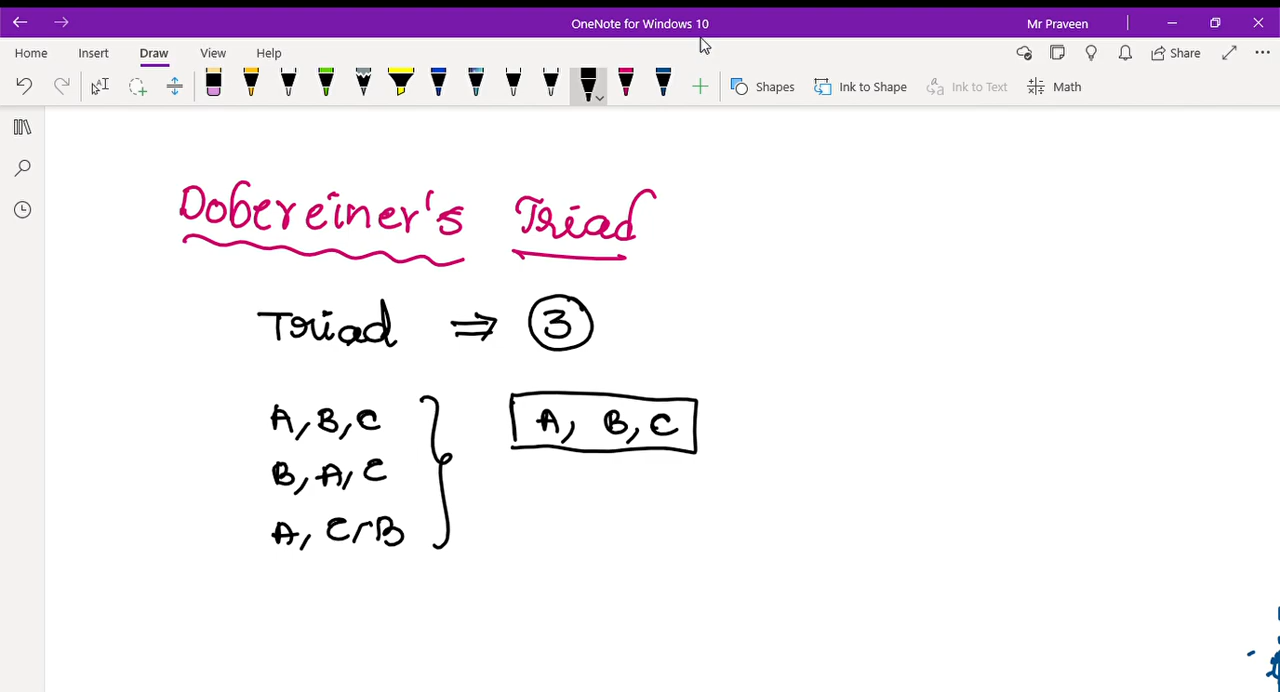 OneNote for Windows 10 Mr Praveen
Home Insert Draw View Help Share
Shapes Ink to Shape Ink to Text Math
Dobereiner's Triad
Triad ⇒ 3
A, B, C
A, B, C
B, A, C
A, C, B